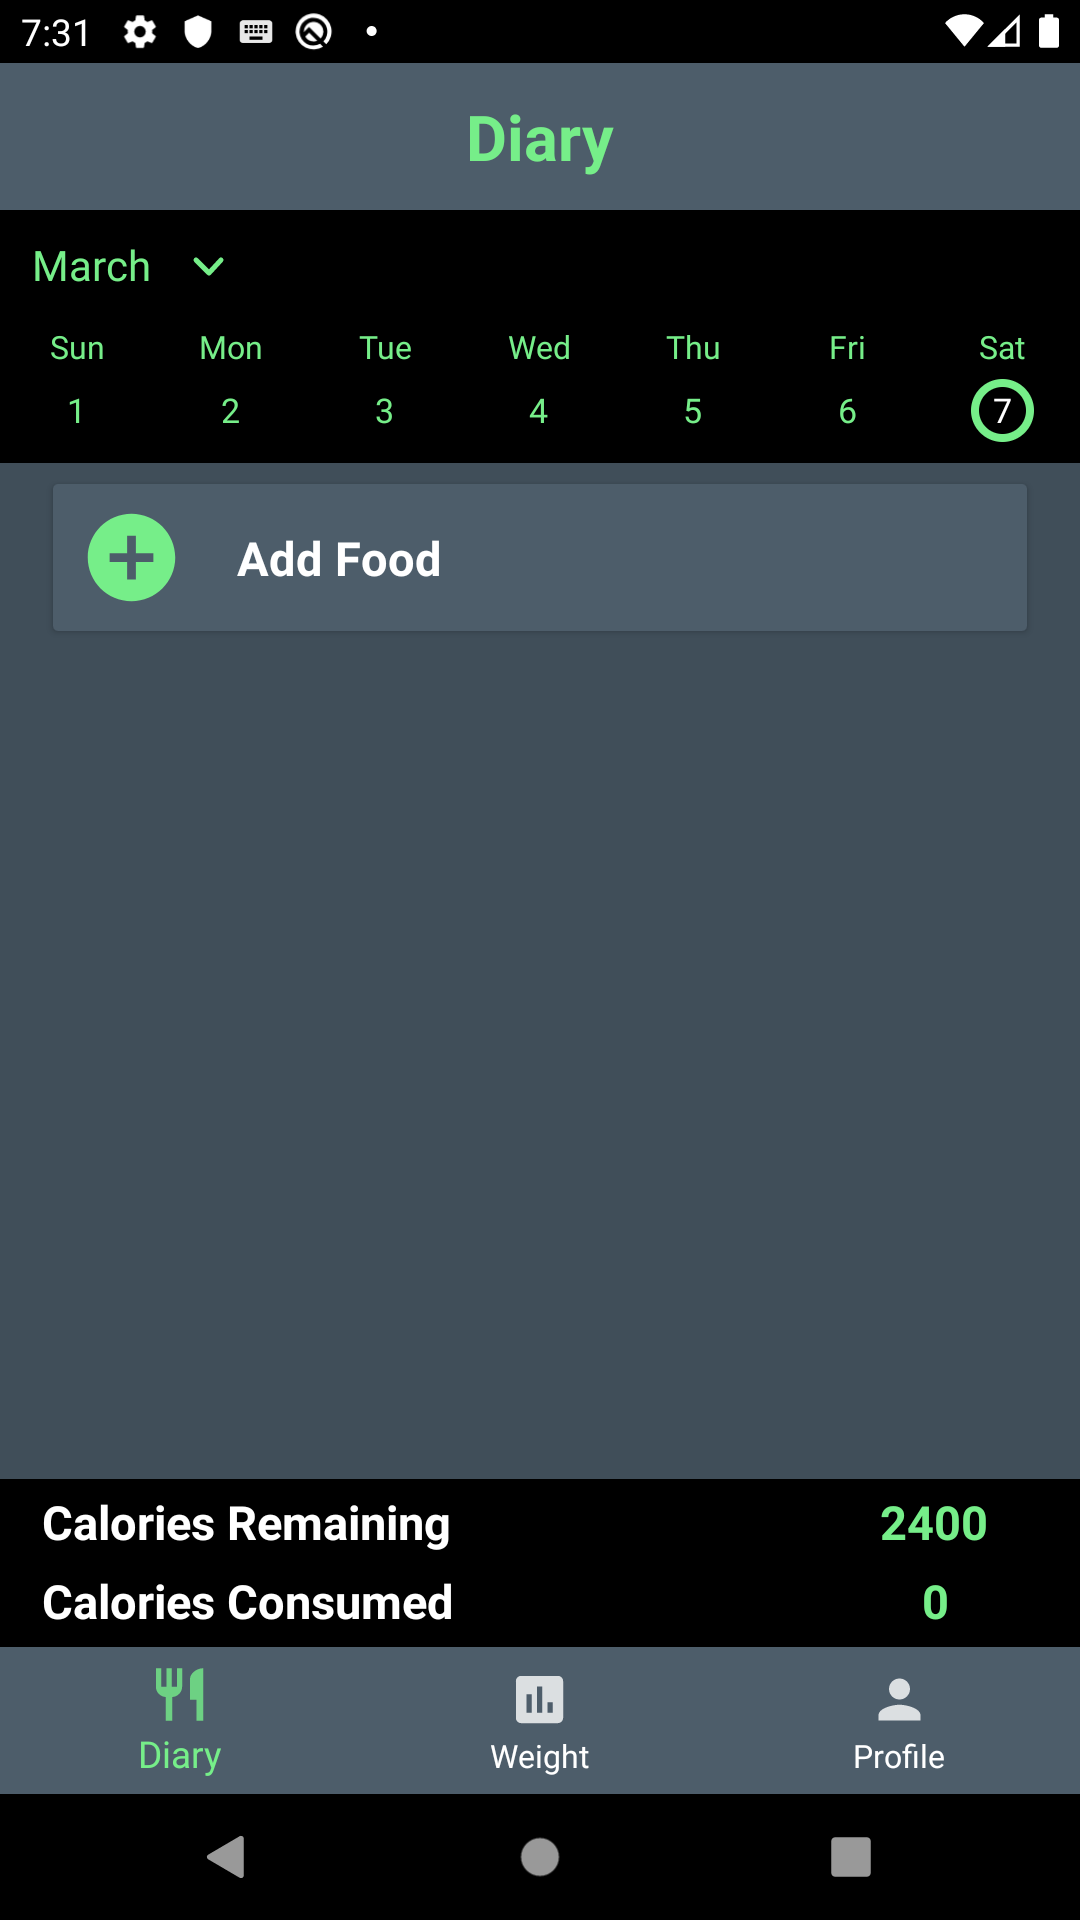 7:31
Diary
March
Sun Mon Tue Wed Thu Fri Sat
1 2 3 4 5 6 7
Add Food
Calories Remaining 2400
Calories Consumed 0
Diary Weight Profile